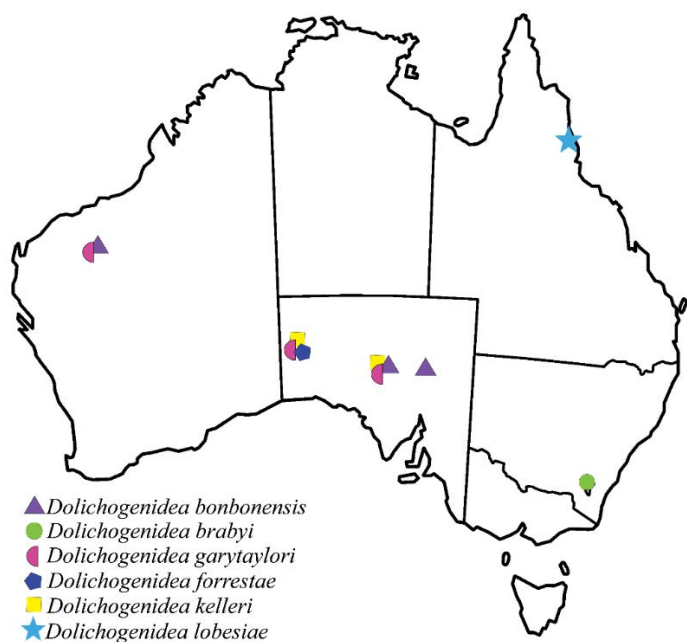 Dolichogenidea bonbonensis
Dolichogenidea brabyi
Dolichogenidea garytaylori
Dolichogenidea forrestae
Dolichogenidea kelleri
Dolichogenidea lobesiae